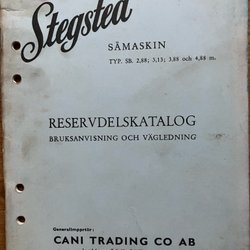 Stegsted
SÅMASKIN
TYP. SB. 2,88; 3,13; 3,88 och 4,88 m.
RESERVDELSKATALOG
BRUKSANVISNING OCH VÄGLEDNING
Generalimportör:
CANI TRADING CO AB